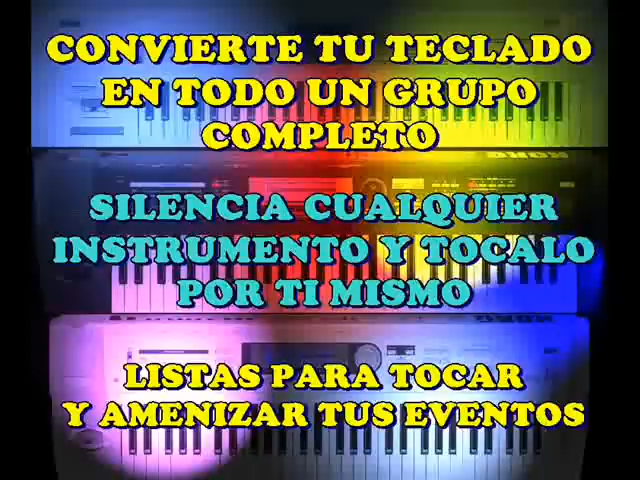 CONVIERTE TU TECLADO
EN TODO UN GRUPO
COMPLETO
SILENCIA CUALQUIER
INSTRUMENTO Y TOCALO
POR TI MISMO
LISTAS PARA TOCAR
Y AMENIZAR TUS EVENTOS